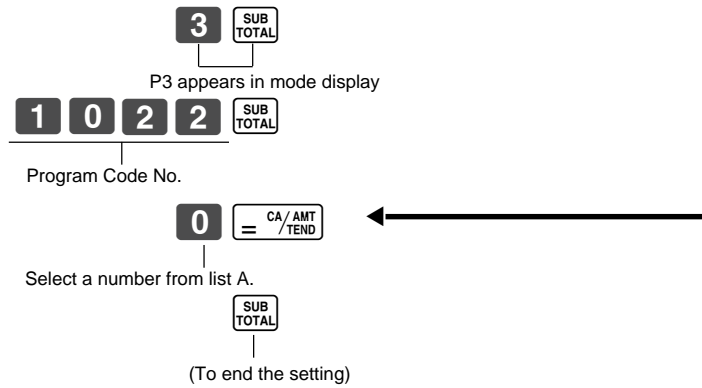 3 SUB TOTAL
P3 appears in mode display
1 0 2 2 SUB TOTAL
Program Code No.
0 = CA/AMT/TEND
Select a number from list A.
SUB TOTAL
(To end the setting)